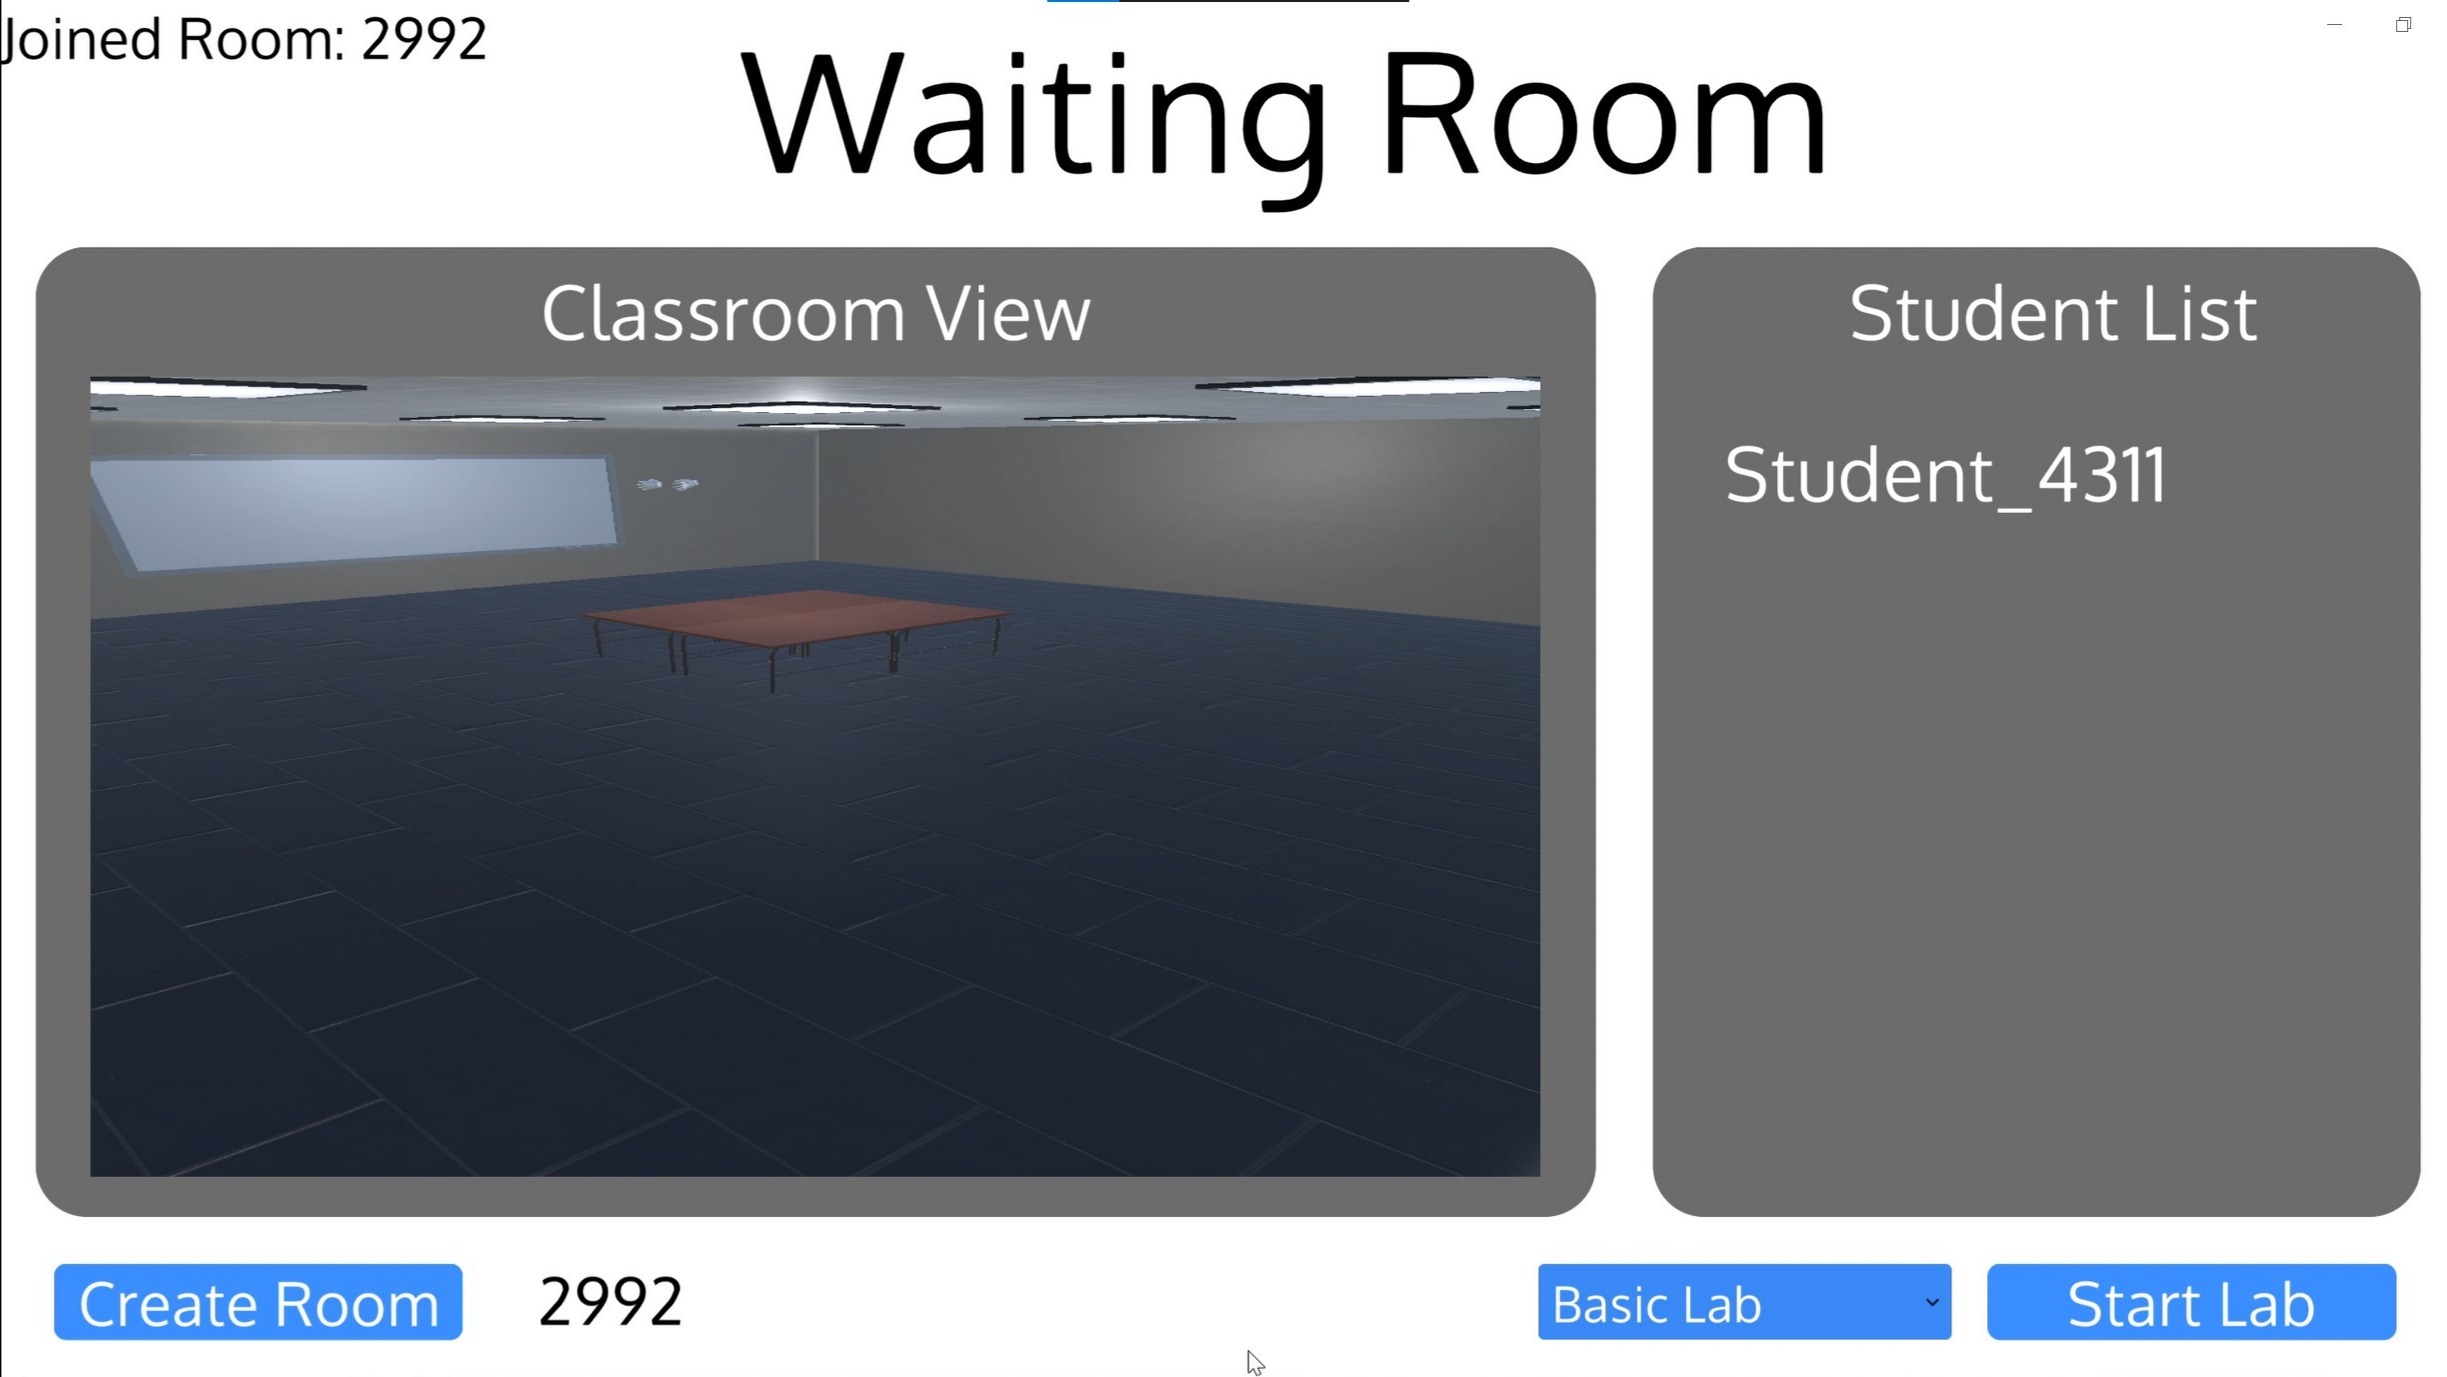 Joined Room: 2992
Waiting Room
Classroom View
Student List
Student_4311
Create Room
2992
Basic Lab
Start Lab